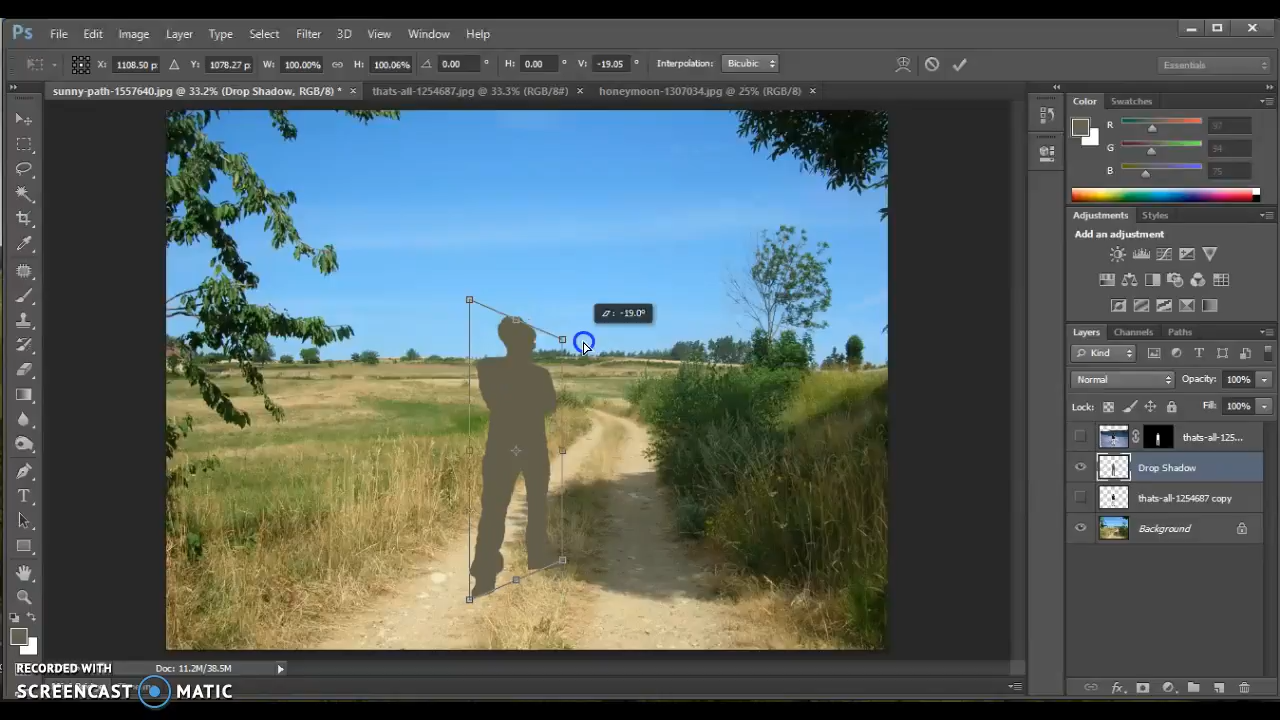 Ps File Edit Image Layer Type Select Filter 3D View Window Help
X: 1108.50 p Y: 1078.27 p W: 100.00% H: 100.06% 0.00 ° H: 0.00 ° V: -19.05 ° Interpolation: Bicubic Essentials
sunny-path-1557640.jpg @ 33.2% (Drop Shadow, RGB/8) * × thats-all-1254687.jpg @ 33.3% (RGB/8#) × honeymoon-1307034.jpg @ 25% (RGB/8) ×
Color Swatches
R 97
G 94
B 75
Adjustments Styles
Add an adjustment
-19.0°
Layers Channels Paths
Kind
Normal Opacity: 100%
Lock: Fill: 100%
thats-all-125...
Drop Shadow
thats-all-1254687 copy
Background
Doc: 11.2M/38.5M
RECORDED WITH
SCREENCAST MATIC